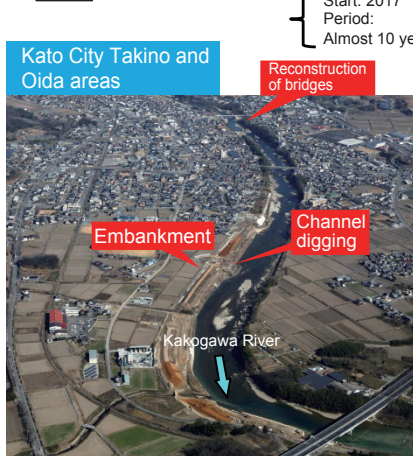 Start: 2017
Period:
Almost 10 ye
Kato City Takino and
Oida areas
Reconstruction
of bridges
Embankment
Channel
digging
Kakogawa River